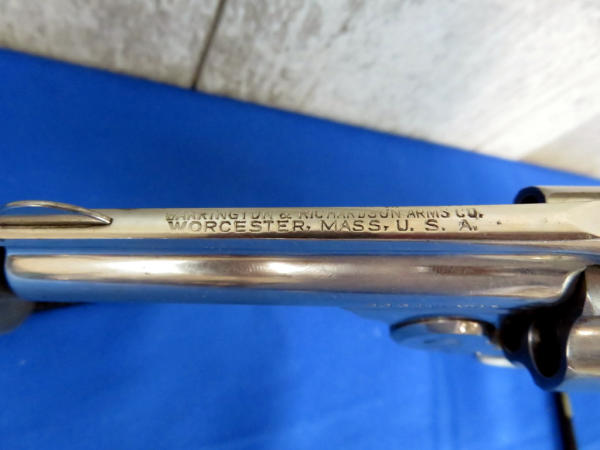 HARRINGTON & RICHARDSON ARMS CO.
WORCESTER, MASS, U. S. A.